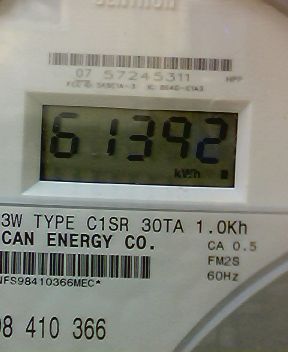 07 57245311 HPP
61392
kWh
3W TYPE C1SR 30TA 1.0Kh
CAN ENERGY CO.
CA 0.5
FM2S
60Hz
98 410 366